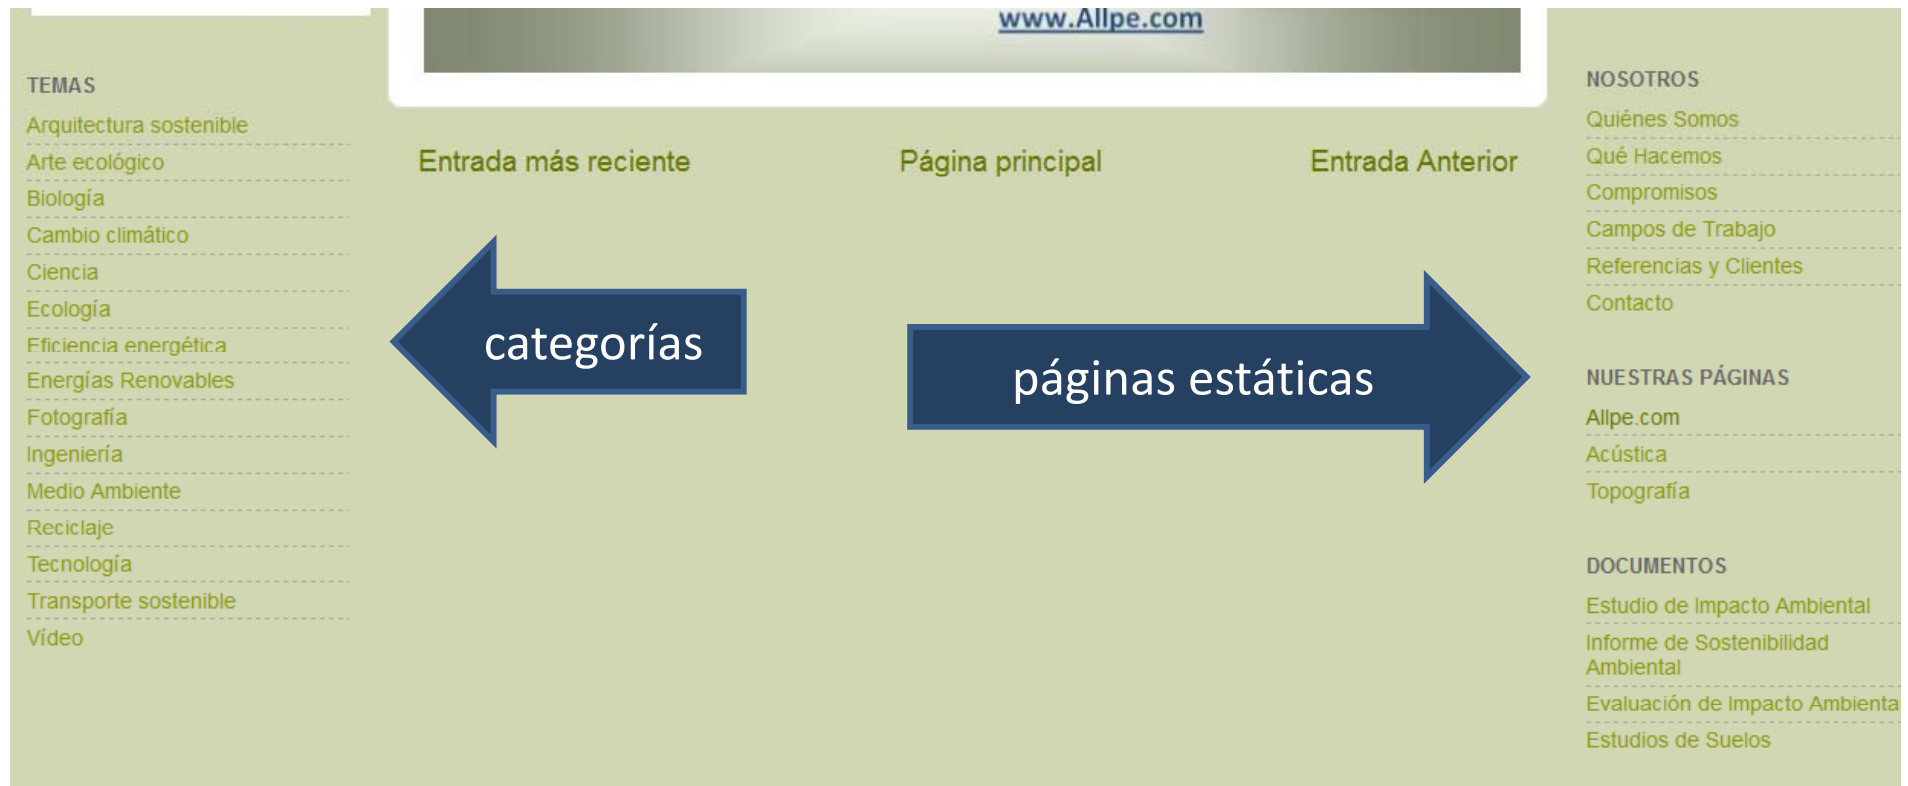 www.Allpe.com
TEMAS
Arquitectura sostenible
Arte ecológico
Biología
Cambio climático
Ciencia
Ecología
Eficiencia energética
Energías Renovables
Fotografía
Ingeniería
Medio Ambiente
Reciclaje
Tecnología
Transporte sostenible
Vídeo
Entrada más reciente
Página principal
Entrada Anterior
categorías
páginas estáticas
NOSOTROS
Quiénes Somos
Qué Hacemos
Compromisos
Campos de Trabajo
Referencias y Clientes
Contacto
NUESTRAS PÁGINAS
Allpe.com
Acústica
Topografía
DOCUMENTOS
Estudio de Impacto Ambiental
Informe de Sostenibilidad
Ambiental
Evaluación de Impacto Ambienta
Estudios de Suelos